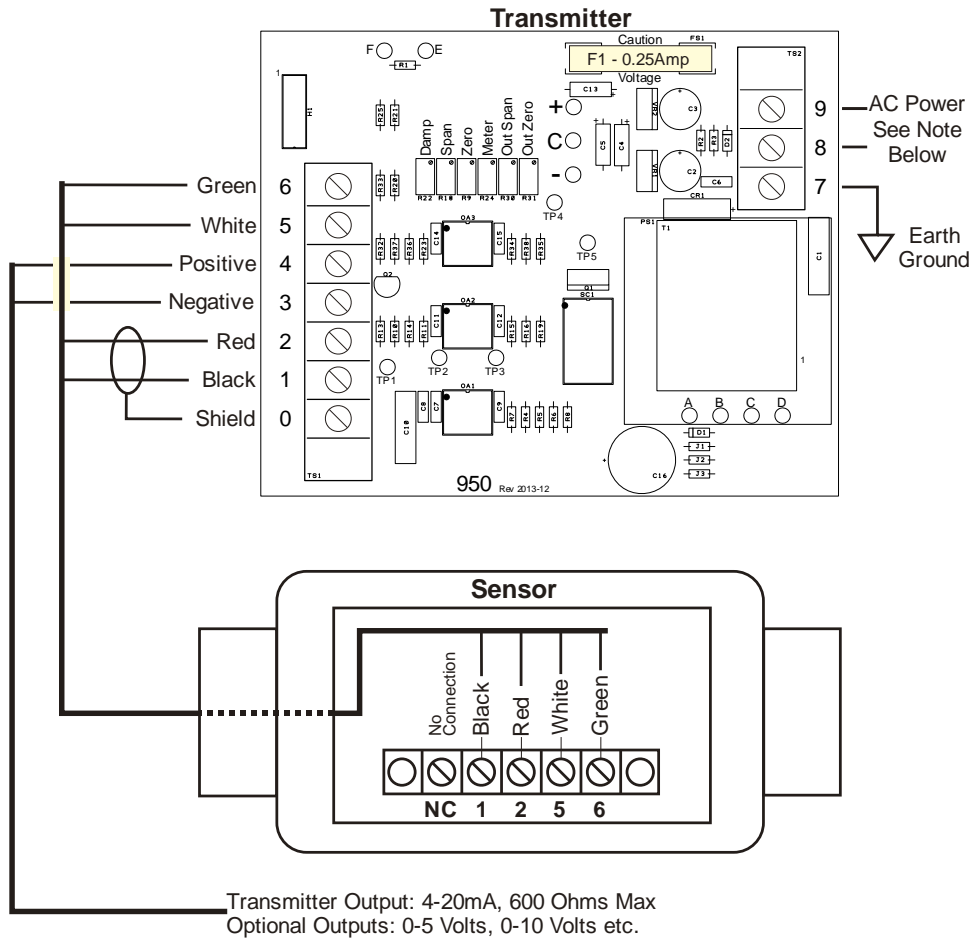 Transmitter
F
E
R1
Caution
FS1
F1 - 0.25Amp
Voltage
TS2
1
H1
R25
R21
C13
+
C
-
C5
C4
VR2
C3
VR1
C2
R2
R3
D2
C6
CR1
9
8
7
AC Power
See Note
Below
Earth
Ground
Damp
Span
Zero
Meter
Out Span
Out Zero
R22
R18
R9
R24
R30
R31
R33
R20
TP4
TP5
Green 6
White 5
Positive 4
Negative 3
Red 2
Black 1
Shield 0
TS1
OA3
R32
R37
R36
R23
C14
C15
R34
R38
R35
Q2
OA2
R13
R10
R14
R11
C11
C12
R15
R16
R19
TP1
TP2
TP3
Q1
SC1
PS1
T1
C1
1
OA1
C10
C8
C7
C9
R7
R4
R5
R6
R8
A
B
C
D
D1
J1
J2
J3
C16
950 Rev 2013-12
Sensor
No
Connection
Black
Red
White
Green
NC 1 2 5 6
Transmitter Output: 4-20mA, 600 Ohms Max
Optional Outputs: 0-5 Volts, 0-10 Volts etc.